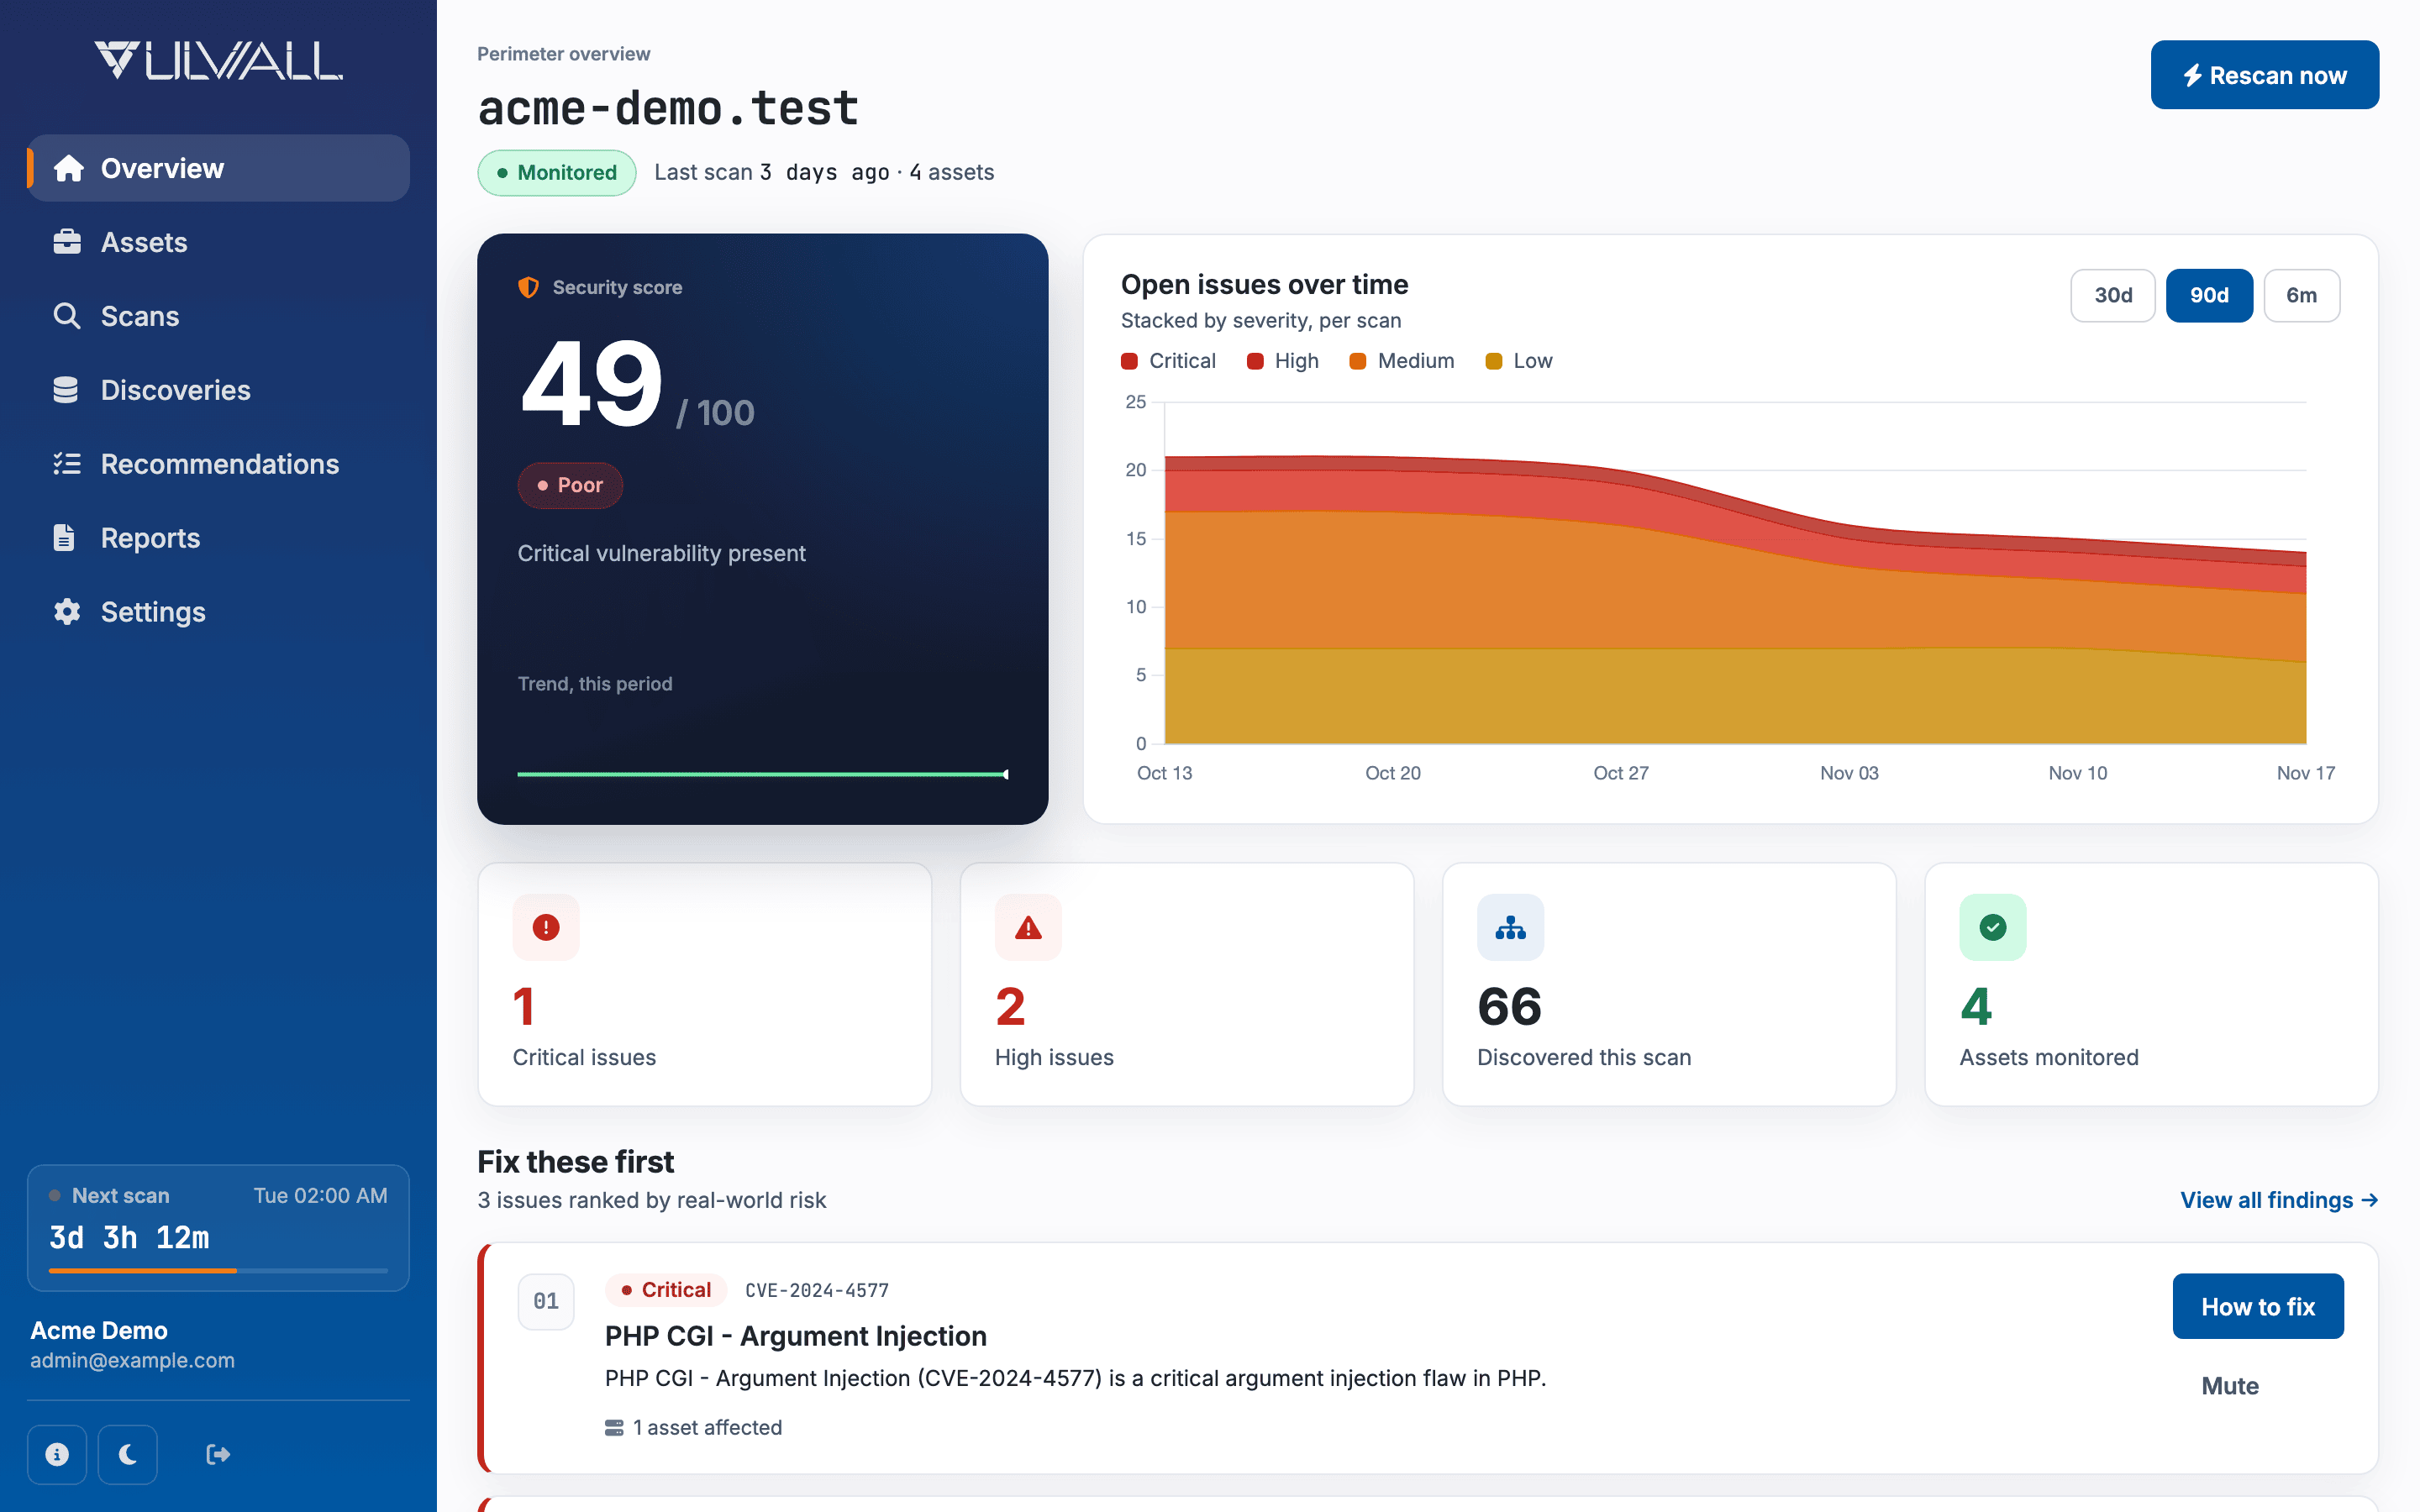 VULVALL
Overview
Assets
Scans
Discoveries
Recommendations
Reports
Settings
Next scan Tue 02:00 AM
3d 3h 12m
Acme Demo
admin@example.com
Perimeter overview
acme-demo.test
Monitored Last scan 3 days ago · 4 assets
Rescan now
Security score
49 / 100
Poor
Critical vulnerability present
Trend, this period
Open issues over time
Stacked by severity, per scan
30d 90d 6m
Critical High Medium Low
25
20
15
10
5
0
Oct 13 Oct 20 Oct 27 Nov 03 Nov 10 Nov 17
1
Critical issues
2
High issues
66
Discovered this scan
4
Assets monitored
Fix these first
3 issues ranked by real-world risk
View all findings →
01
Critical CVE-2024-4577
PHP CGI - Argument Injection
PHP CGI - Argument Injection (CVE-2024-4577) is a critical argument injection flaw in PHP.
1 asset affected
How to fix
Mute